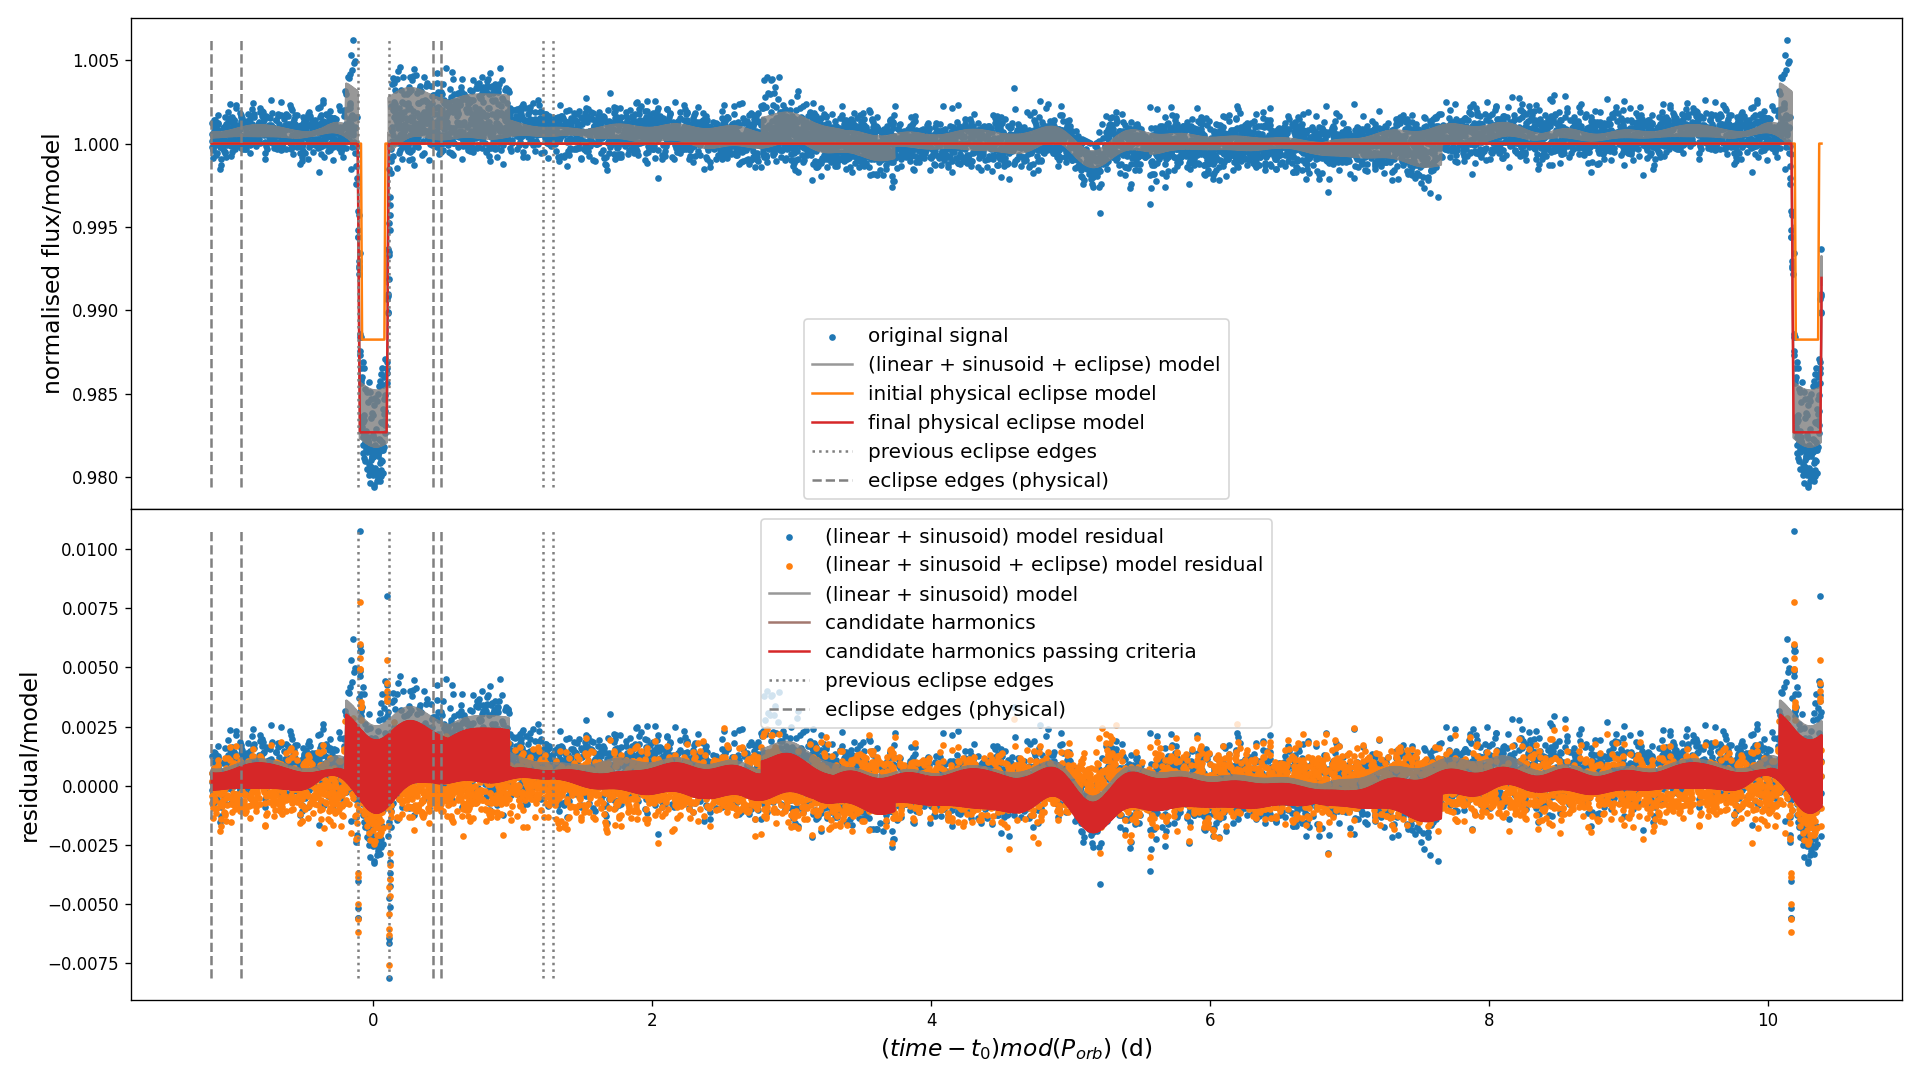 1.005
1.000
0.995
0.990
0.985
0.980
normalised flux/model
original signal
(linear + sinusoid + eclipse) model
initial physical eclipse model
final physical eclipse model
previous eclipse edges
eclipse edges (physical)
(linear + sinusoid) model residual
(linear + sinusoid + eclipse) model residual
(linear + sinusoid) model
candidate harmonics
candidate harmonics passing criteria
previous eclipse edges
eclipse edges (physical)
0.0100
0.0075
0.0050
0.0025
0.0000
−0.0025
−0.0050
−0.0075
residual/model
0 2 4 6 8 10
(time − t₀)mod(Pₒᵣb) (d)